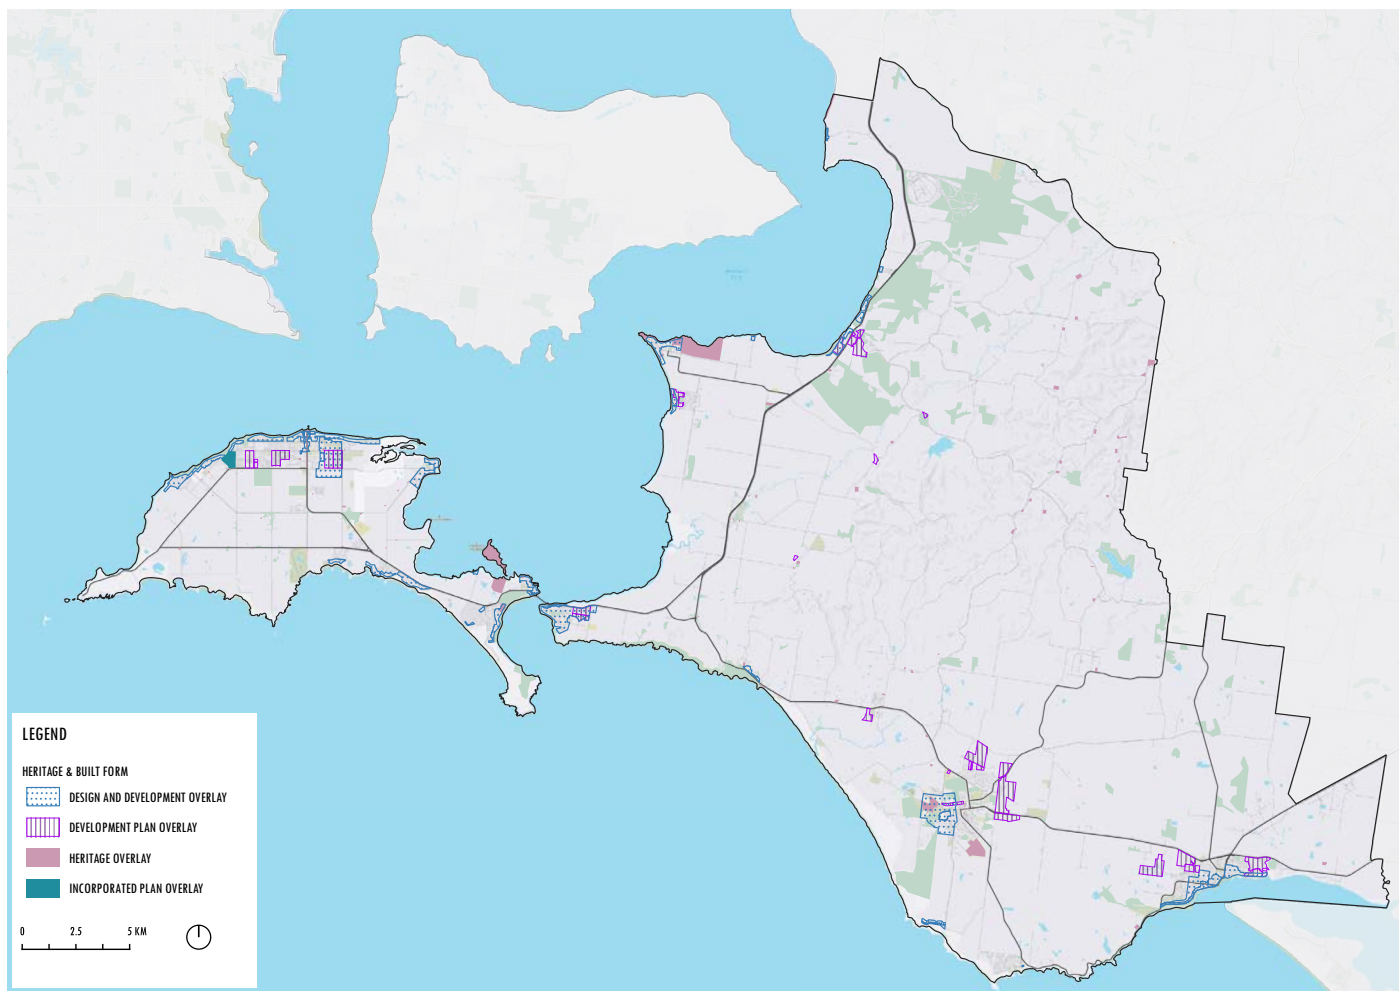 LEGEND
HERITAGE & BUILT FORM
DESIGN AND DEVELOPMENT OVERLAY
DEVELOPMENT PLAN OVERLAY
HERITAGE OVERLAY
INCORPORATED PLAN OVERLAY
0 2.5 5 KM